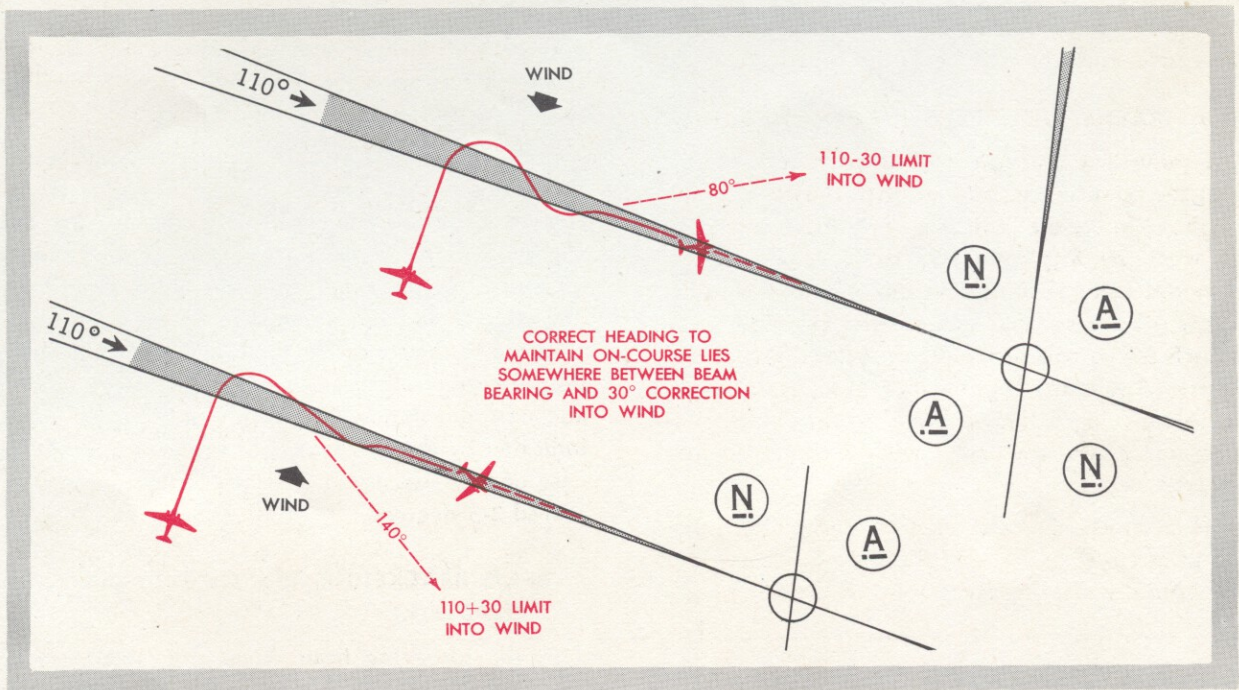 110°
WIND
110-30 LIMIT
INTO WIND
80°
N
A
A
N
CORRECT HEADING TO
MAINTAIN ON-COURSE LIES
SOMEWHERE BETWEEN BEAM
BEARING AND 30° CORRECTION
INTO WIND
110°
WIND
140°
110+30 LIMIT
INTO WIND
N
A